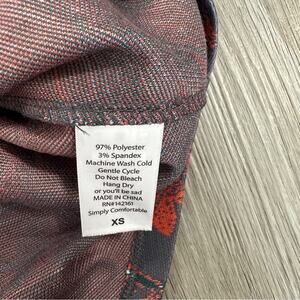 97% Polyester
3% Spandex
Machine Wash Cold
Gentle Cycle
Do Not Bleach
Hang Dry
or you'll be sad
MADE IN CHINA
RN#142161
Simply Comfortable
XS